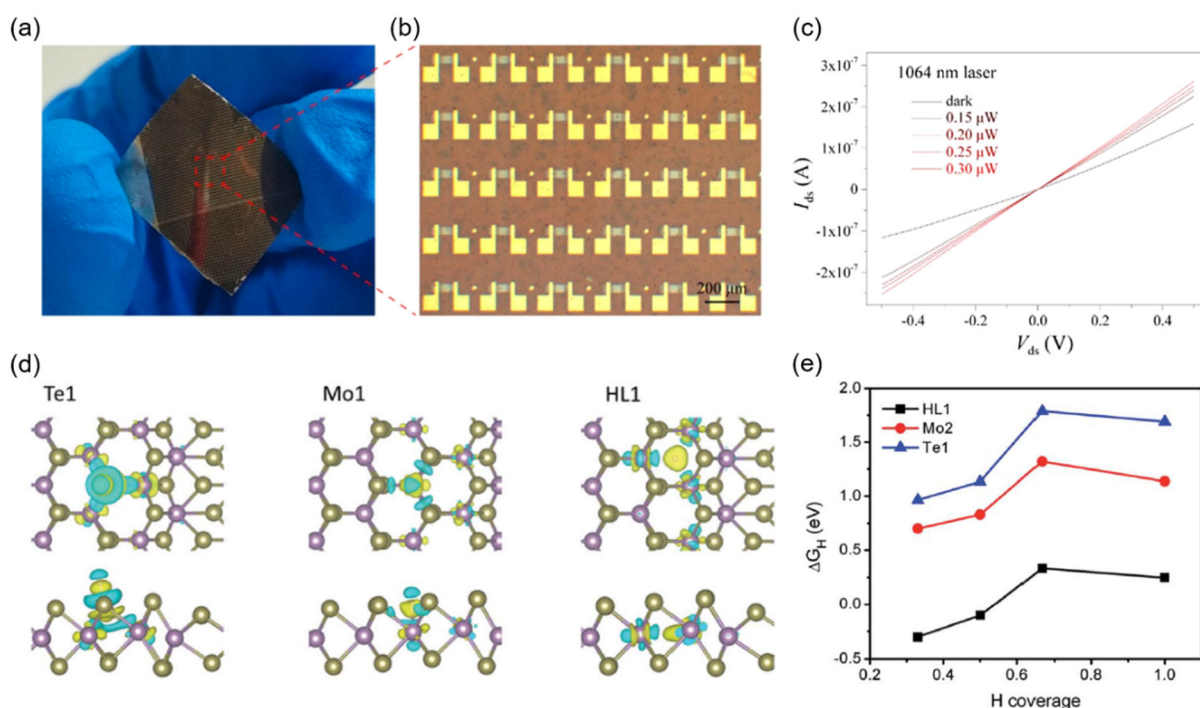 (a)
(b)
200 μm
(c)
1064 nm laser
dark
0.15 μW
0.20 μW
0.25 μW
0.30 μW
3x10⁻⁷
2x10⁻⁷
1x10⁻⁷
0
-1x10⁻⁷
-2x10⁻⁷
I_ds (A)
-0.4 -0.2 0.0 0.2 0.4
V_ds (V)
(d)
Te1 Mo1 HL1
(e)
HL1
Mo2
Te1
2.0
1.5
1.0
0.5
0.0
-0.5
ΔG_H (eV)
0.2 0.4 0.6 0.8 1.0
H coverage